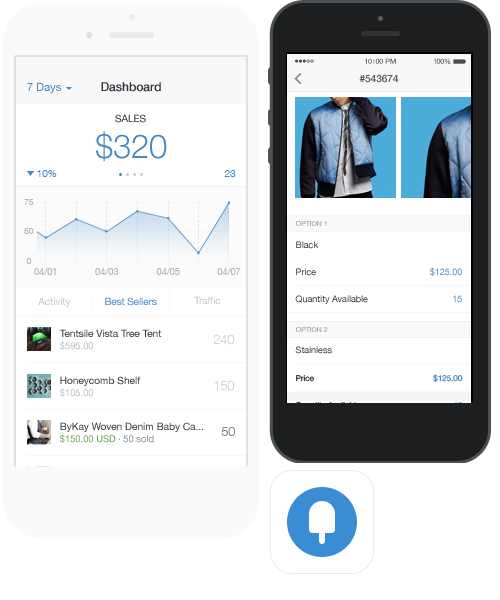 7 Days
Dashboard
SALES
$320
10%
23
75
50
0
04/01
04/03
04/05
04/07
Activity
Best Sellers
Traffic
Tentsile Vista Tree Tent
$595.00
240
Honeycomb Shelf
$105.00
150
ByKay Woven Denim Baby Ca...
$150.00 USD · 50 sold
50
10:00 PM
100%
#543674
OPTION 1
Black
Price
$125.00
Quantity Available
15
OPTION 2
Stainless
Price
$125.00